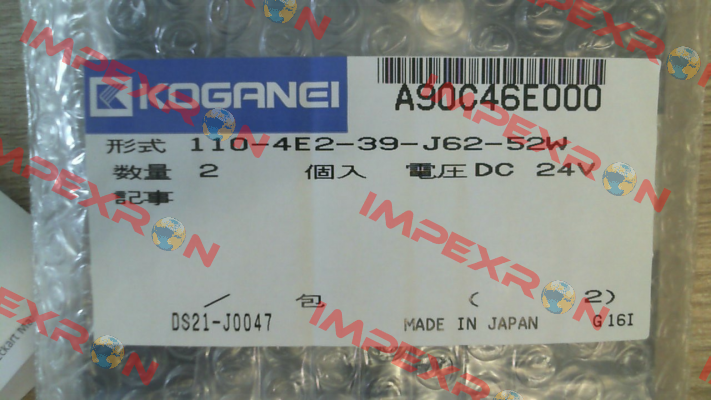 KOGANEI
A90C46E000
形式 110-4E2-39-J62-52W
数量 2 個入 電圧 DC 24V
記事
/ 包 ( 2)
DS21-J0047 MADE IN JAPAN G16I
IMPEXRON
IMPEXRON
IMPEXRON
IMPEXRON
IMPEXRON